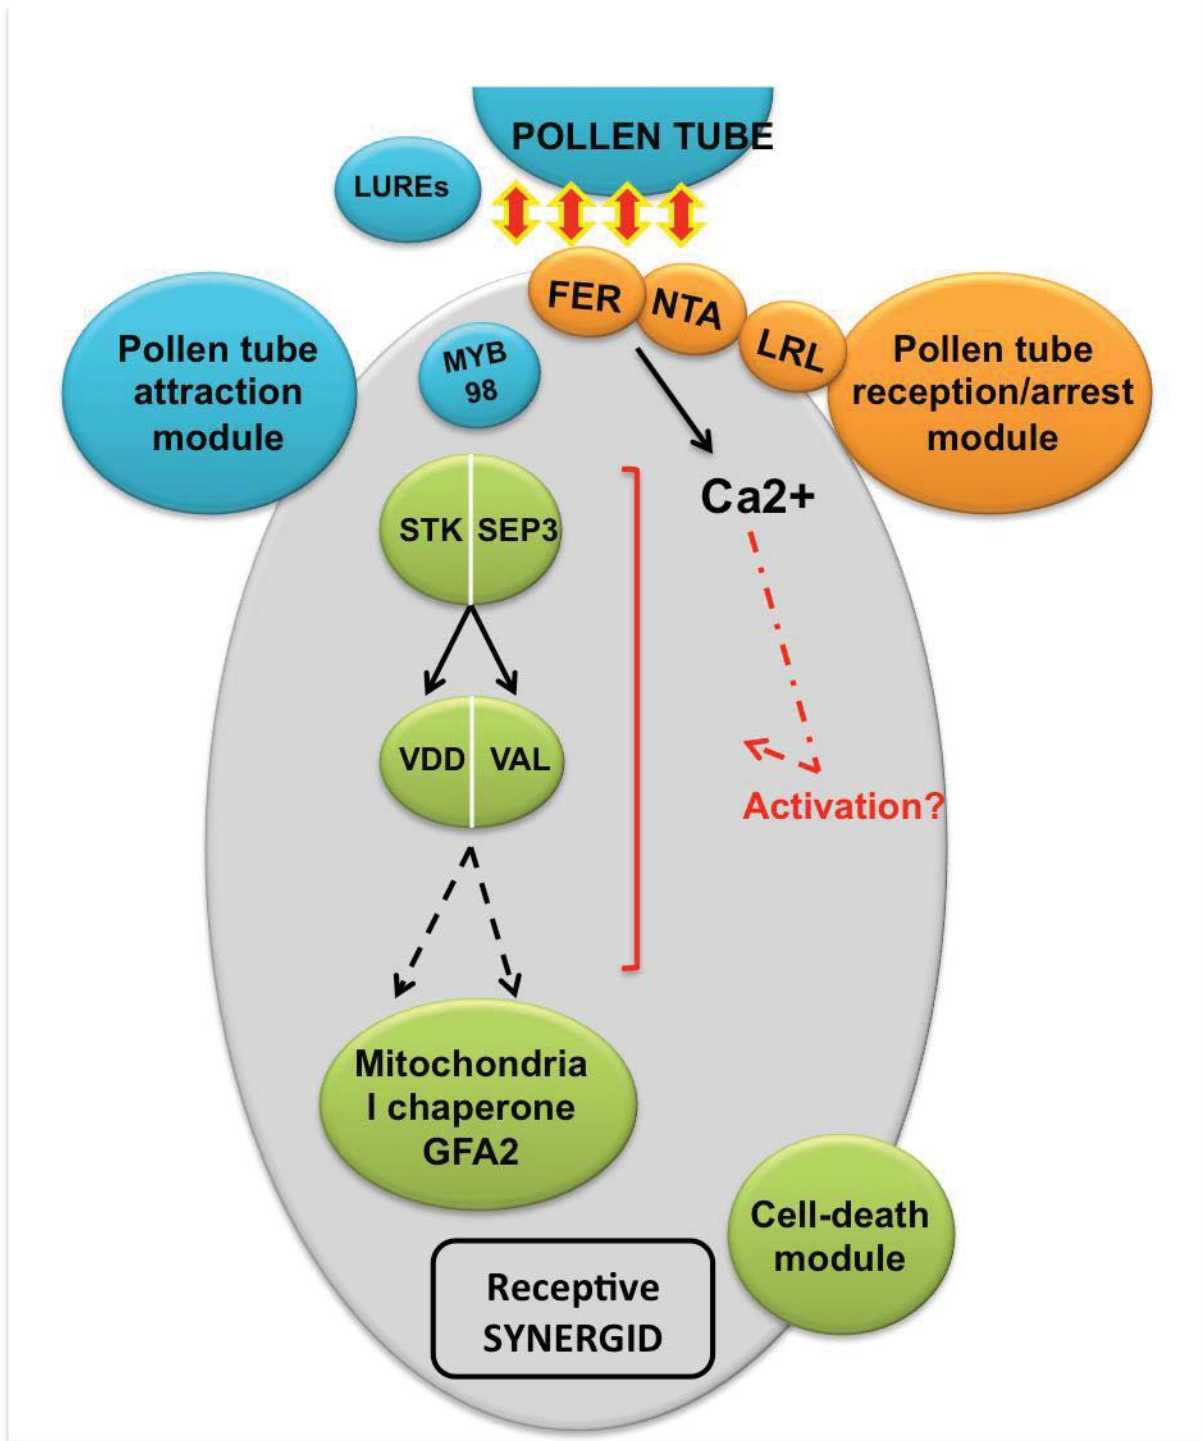 POLLEN TUBE
LUREs
FER
NTA
LRL
Pollen tube
attraction
module
MYB
98
Pollen tube
reception/arrest
module
Ca2+
STK SEP3
VDD VAL
Activation?
Mitochondria
l chaperone
GFA2
Cell-death
module
Receptive
SYNERGID